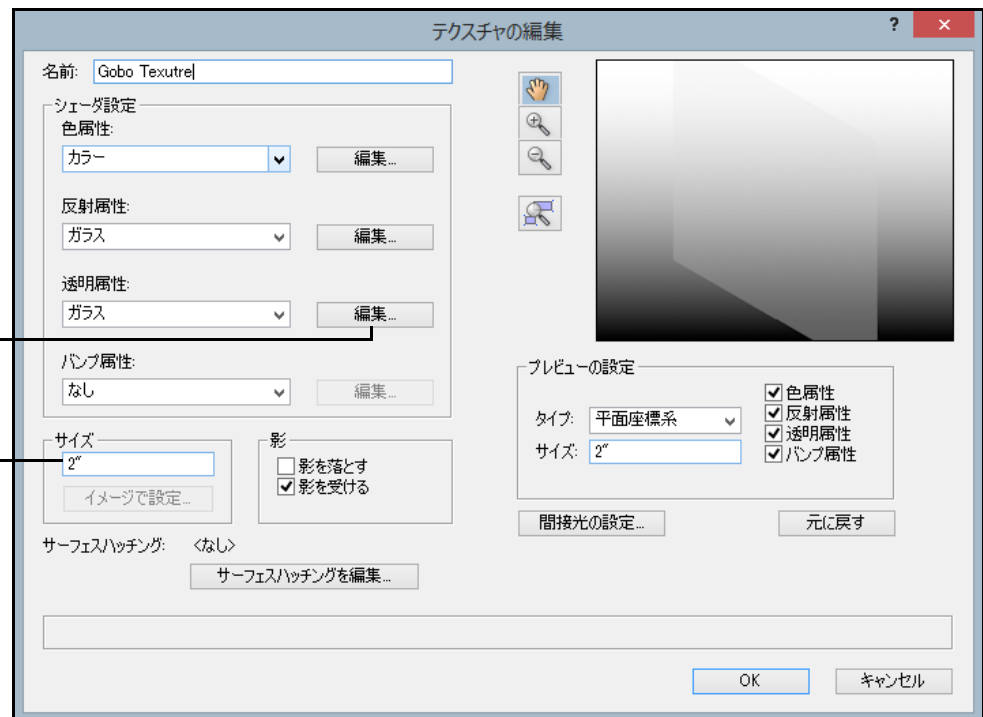 テクスチャの編集
?
×
名前: Gobo Texutre
シェーダ設定
色属性:
カラー
編集...
反射属性:
ガラス
編集...
透明属性:
ガラス
編集...
バンプ属性:
なし
編集...
サイズ
2"
イメージで設定...
影
影を落とす
影を受ける
サーフェスハッチング: <なし>
サーフェスハッチングを編集...
プレビューの設定
タイプ: 平面座標系
サイズ: 2"
色属性
反射属性
透明属性
バンプ属性
間接光の設定...
元に戻す
OK
キャンセル